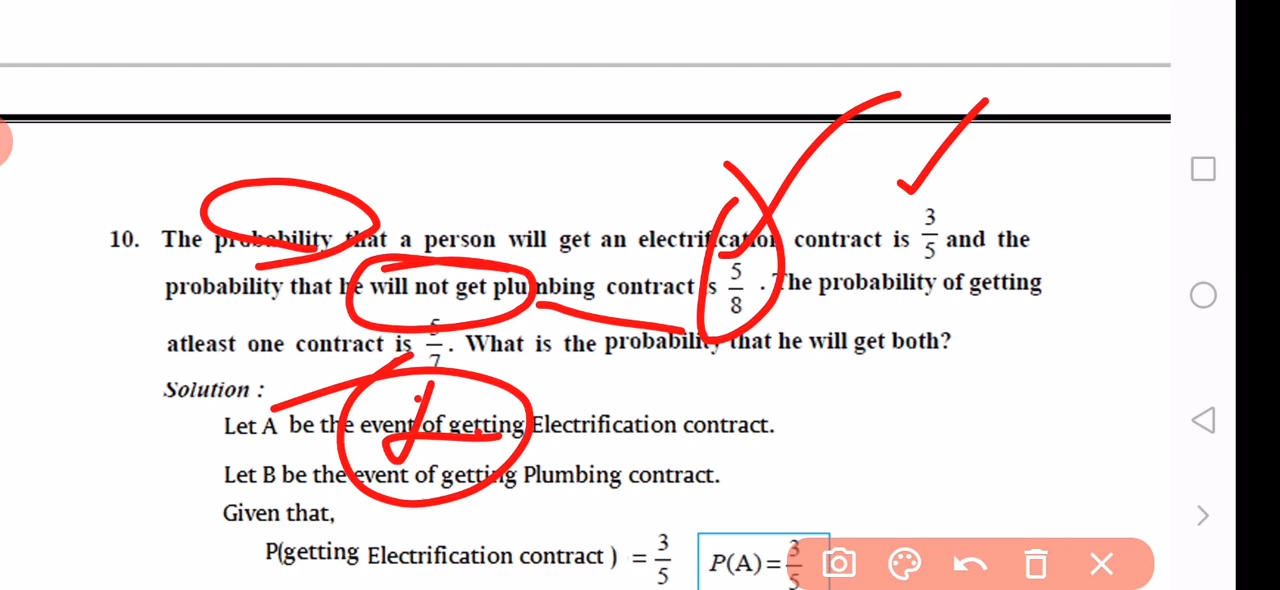 10. The probability that a person will get an electrification contract is 3/5 and the
probability that he will not get plumbing contract is 5/8 . The probability of getting
atleast one contract is 5/7. What is the probability that he will get both?
Solution :
Let A be the event of getting Electrification contract.
Let B be the event of getting Plumbing contract.
Given that,
P(getting Electrification contract ) = 3/5 P(A)= 3/5